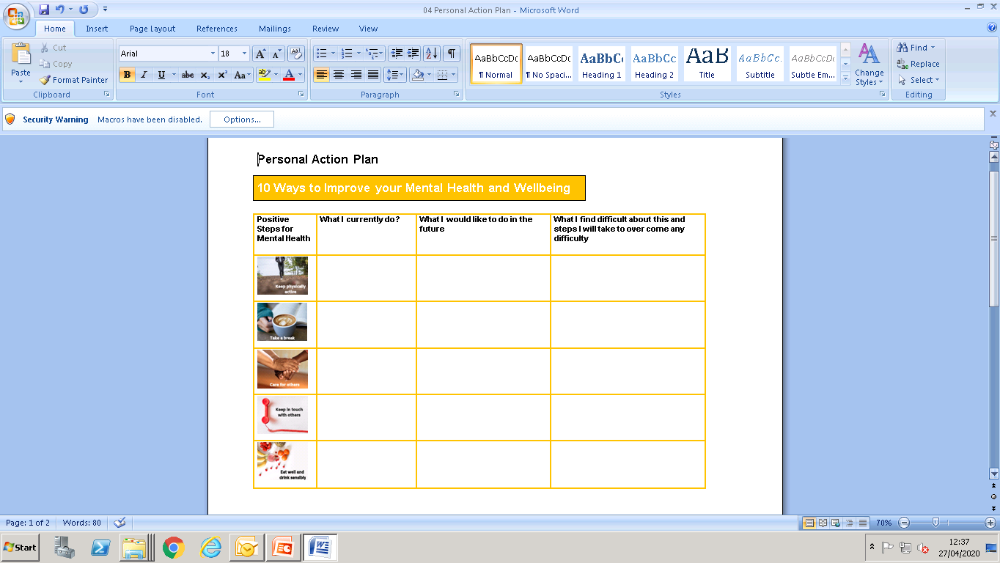 04 Personal Action Plan - Microsoft Word
Home Insert Page Layout References Mailings Review View
Paste
Cut
Copy
Format Painter
Clipboard
Arial 18
B I U abc x₂ x² Aa
Font
Paragraph
AaBbCcDc AaBbCcDc AaBbCc AaBbCc AaB AaBbCc. AaBbCcDc
¶ Normal ¶ No Spaci... Heading 1 Heading 2 Title Subtitle Subtle Em...
Change
Styles
Styles
Find
Replace
Select
Editing
Security Warning Macros have been disabled. Options...
Personal Action Plan
10 Ways to Improve your Mental Health and Wellbeing
Positive
Steps for
Mental Health
What I currently do?
What I would like to do in the
future
What I find difficult about this and
steps I will take to over come any
difficulty
Keep physically
active
Take a break
Care for others
Keep in touch
with others
Eat well and
drink sensibly
Page: 1 of 2 Words: 80 70%
Start
12:37
27/04/2020